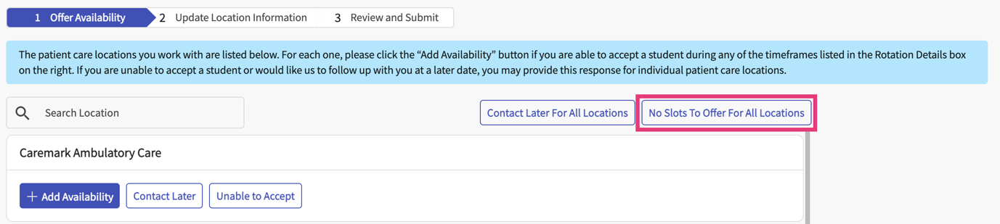 1 Offer Availability 2 Update Location Information 3 Review and Submit
The patient care locations you work with are listed below. For each one, please click the “Add Availability” button if you are able to accept a student during any of the timeframes listed in the Rotation Details box
on the right. If you are unable to accept a student or would like us to follow up with you at a later date, you may provide this response for individual patient care locations.
Search Location Contact Later For All Locations No Slots To Offer For All Locations
Caremark Ambulatory Care
+ Add Availability Contact Later Unable to Accept